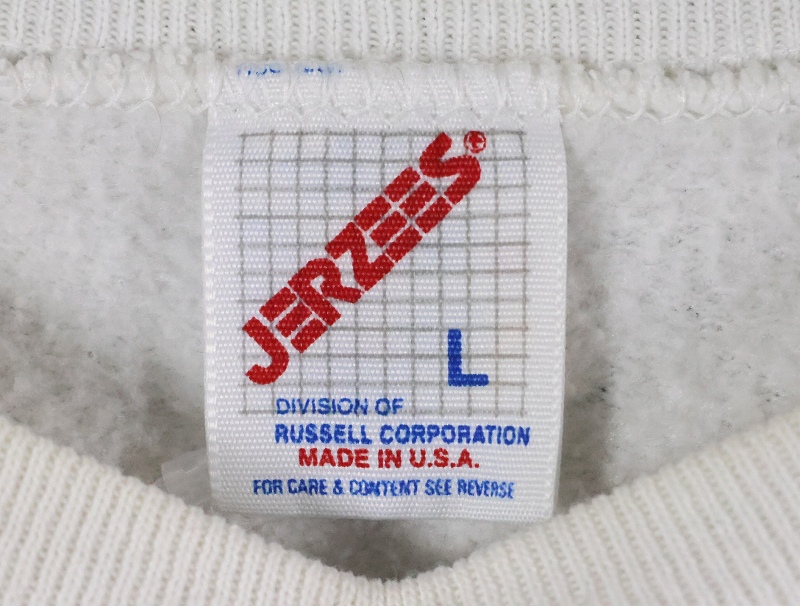 JERZEES®
L
DIVISION OF
RUSSELL CORPORATION
MADE IN U.S.A.
FOR CARE & CONTENT SEE REVERSE